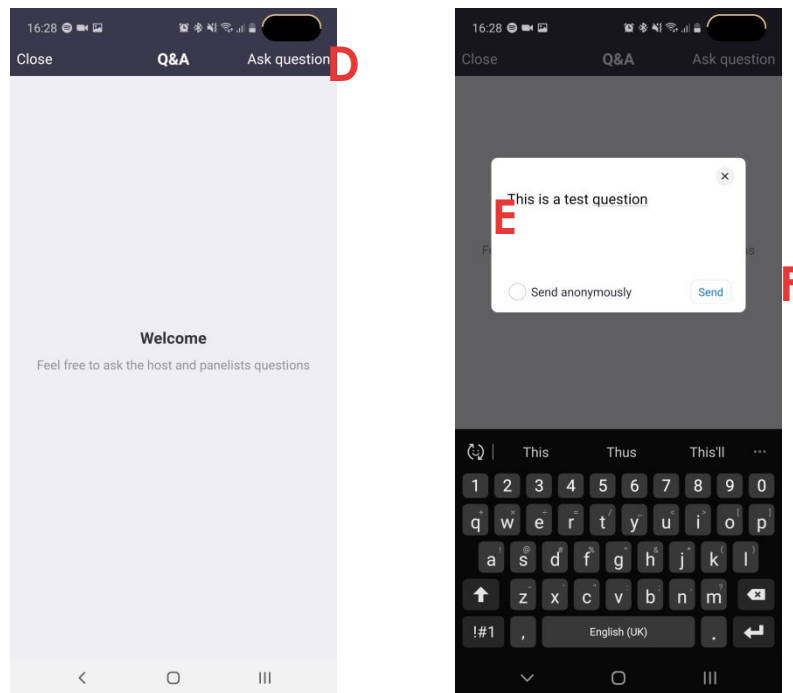 16:28
Close Q&A Ask question
D
Welcome
Feel free to ask the host and panelists questions
16:28
Close Q&A Ask question
This is a test question
E
Send anonymously Send
F
This Thus This'll ...
1 2 3 4 5 6 7 8 9 0
q w e r t y u i o p
a s d f g h j k l
z x c v b n m
!#1 , English (UK) .